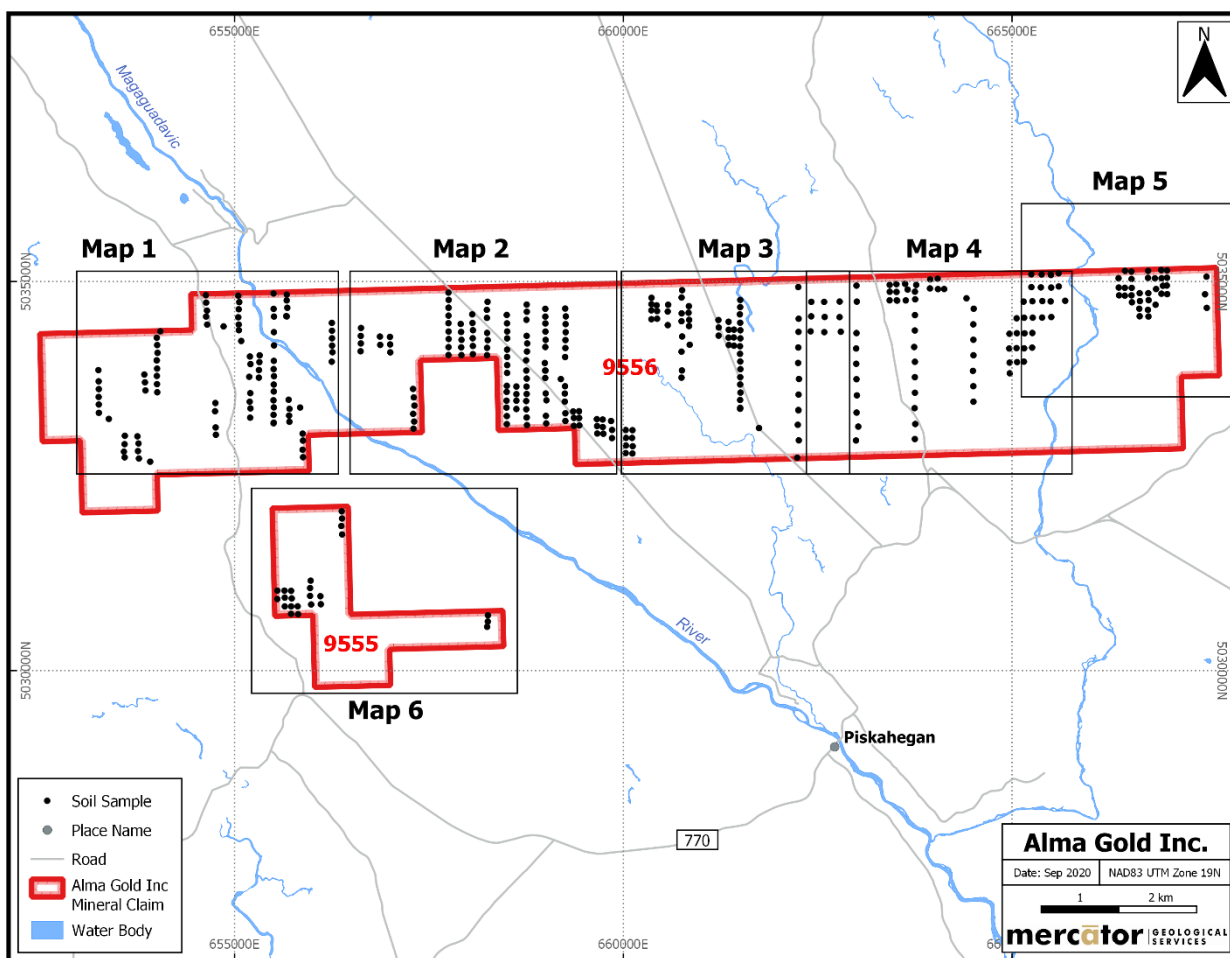 655000E
660000E
665000E
N
Magaguadavic
Map 5
Map 1
Map 2
Map 3
Map 4
5035000N
5035000N
9556
9555
5030000N
5030000N
River
Map 6
Piskahegan
770
Soil Sample
Place Name
Road
Alma Gold Inc
Mineral Claim
Water Body
Alma Gold Inc.
Date: Sep 2020
NAD83 UTM Zone 19N
1
2 km
mercator
GEOLOGICAL
SERVICES
655000E
660000E